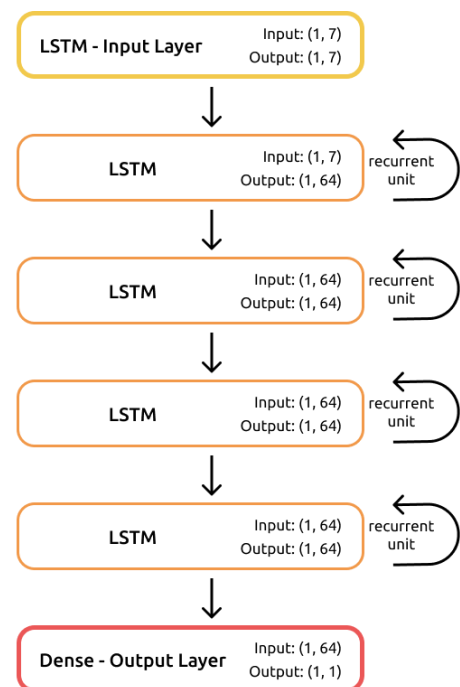 LSTM - Input Layer
Input: (1, 7)
Output: (1, 7)
LSTM
Input: (1, 7)
Output: (1, 64)
recurrent
unit
LSTM
Input: (1, 64)
Output: (1, 64)
recurrent
unit
LSTM
Input: (1, 64)
Output: (1, 64)
recurrent
unit
LSTM
Input: (1, 64)
Output: (1, 64)
recurrent
unit
Dense - Output Layer
Input: (1, 64)
Output: (1, 1)